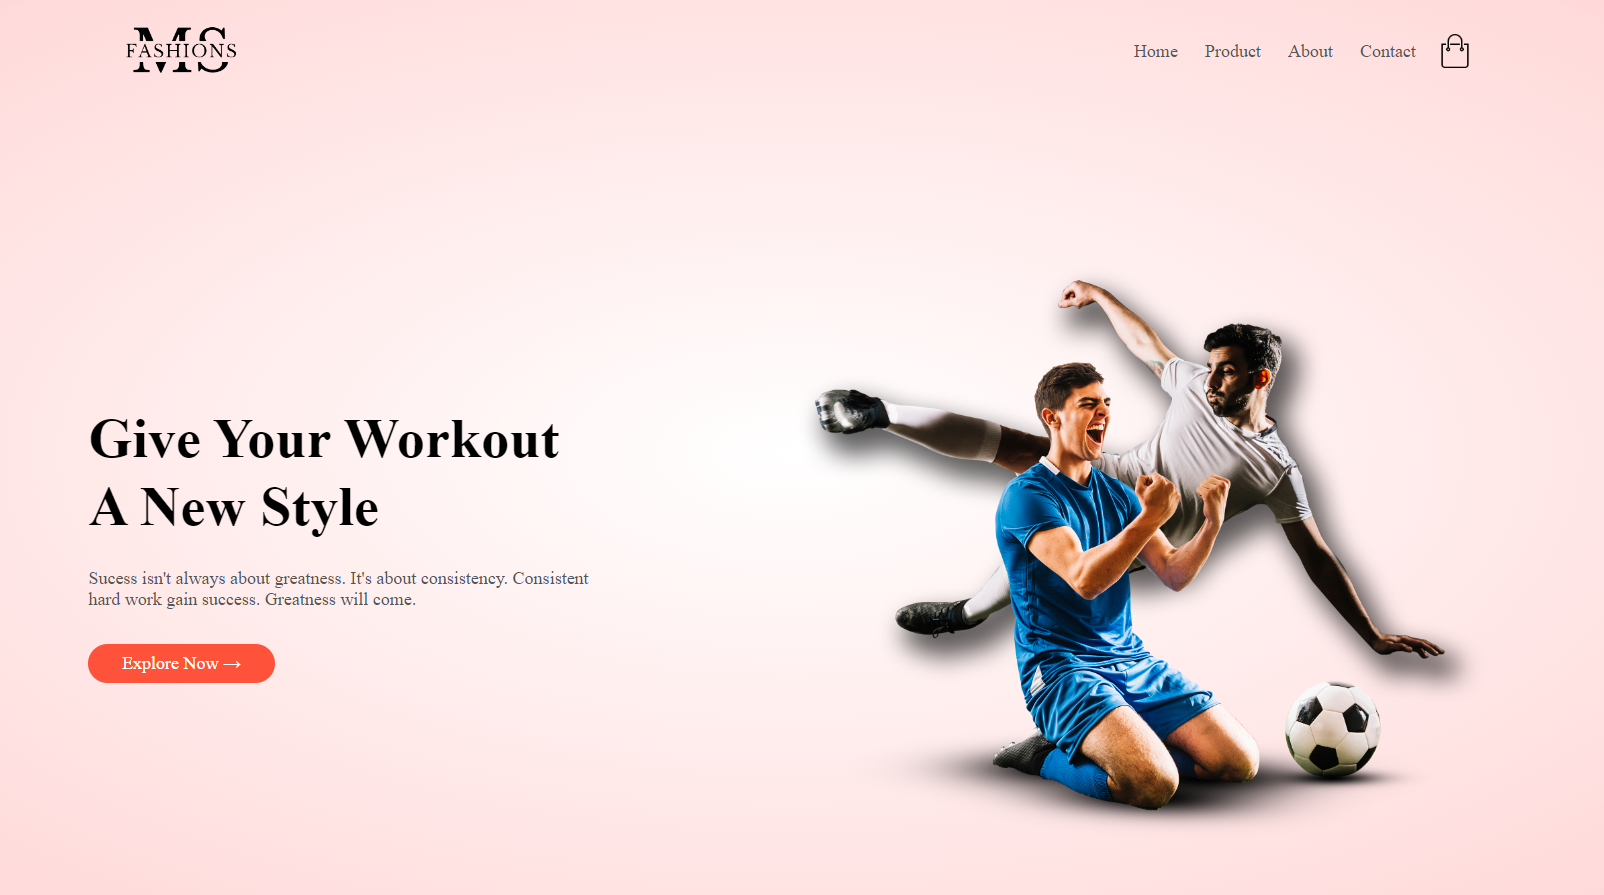 MS
FASHIONS
Home Product About Contact
Give Your Workout
A New Style
Sucess isn't always about greatness. It's about consistency. Consistent
hard work gain success. Greatness will come.
Explore Now →